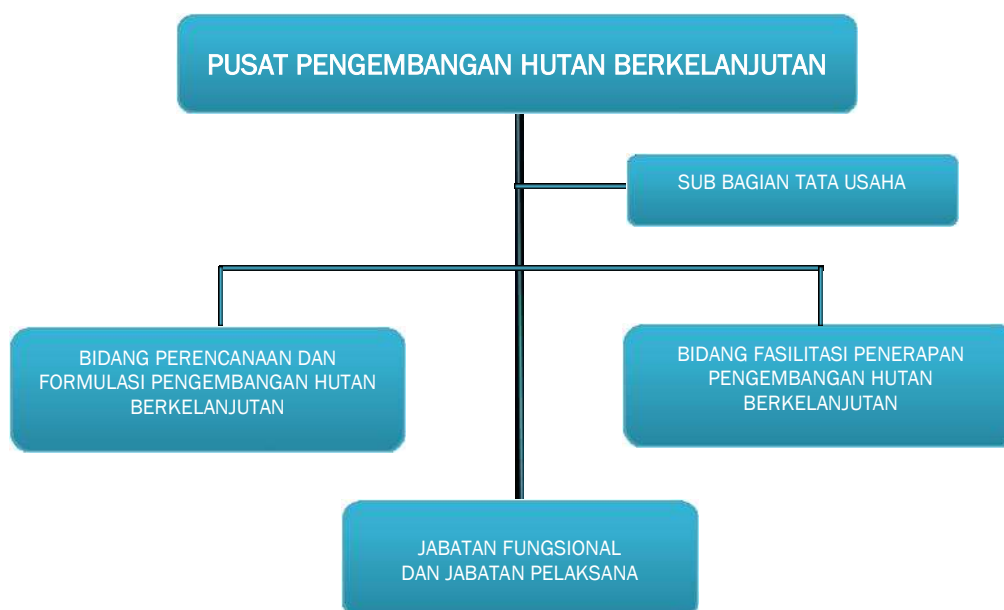 PUSAT PENGEMBANGAN HUTAN BERKELANJUTAN
SUB BAGIAN TATA USAHA
BIDANG PERENCANAAN DAN
FORMULASI PENGEMBANGAN HUTAN
BERKELANJUTAN
BIDANG FASILITASI PENERAPAN
PENGEMBANGAN HUTAN
BERKELANJUTAN
JABATAN FUNGSIONAL
DAN JABATAN PELAKSANA